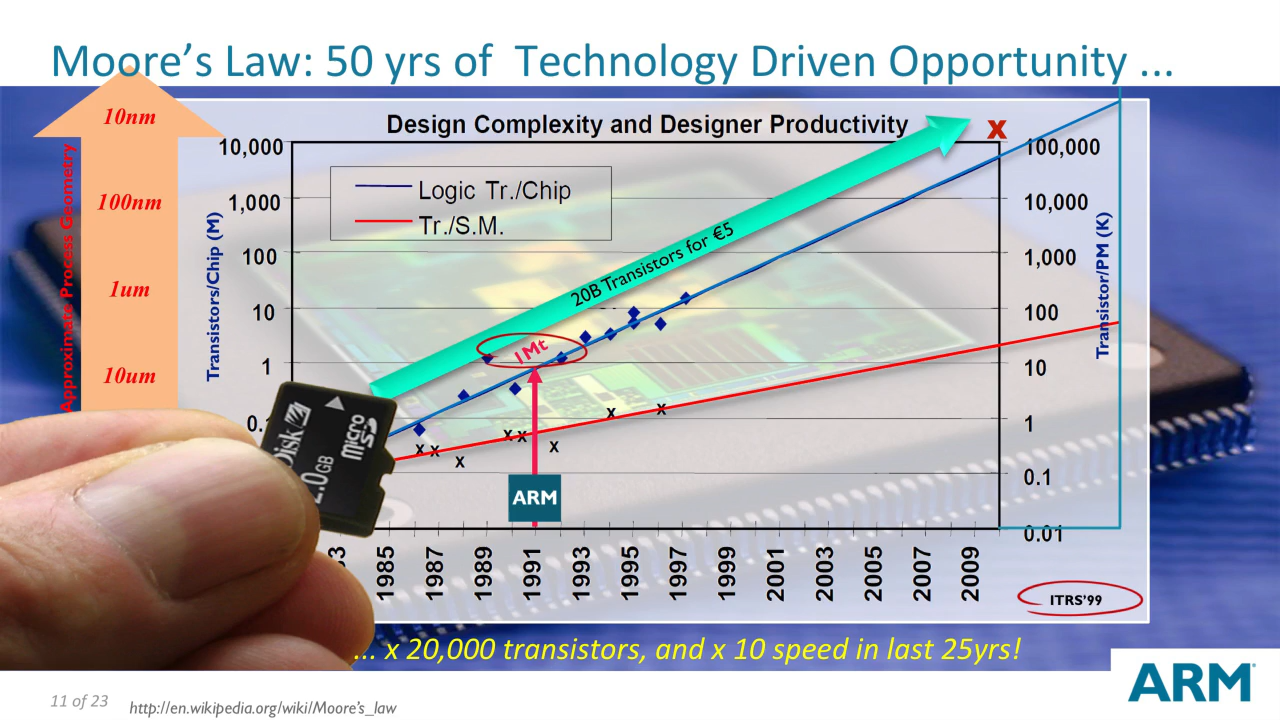 Moore’s Law: 50 yrs of Technology Driven Opportunity ...
10nm
100nm
1um
10um
Approximate Process Geometry
Design Complexity and Designer Productivity
Logic Tr./Chip
Tr./S.M.
Transistors/Chip (M)
10,000
1,000
100
10
1
0.
X
20B Transistors for €5
1Mt
ARM
100,000
10,000
1,000
100
10
1
0.1
0.01
Transistor/PM (K)
Disk
micro
2.0GB
1985
1987
1989
1991
1993
1995
1997
1999
2001
2003
2005
2007
2009
ITRS’99
... x 20,000 transistors, and x 10 speed in last 25yrs!
11 of 23
http://en.wikipedia.org/wiki/Moore’s_law
ARM